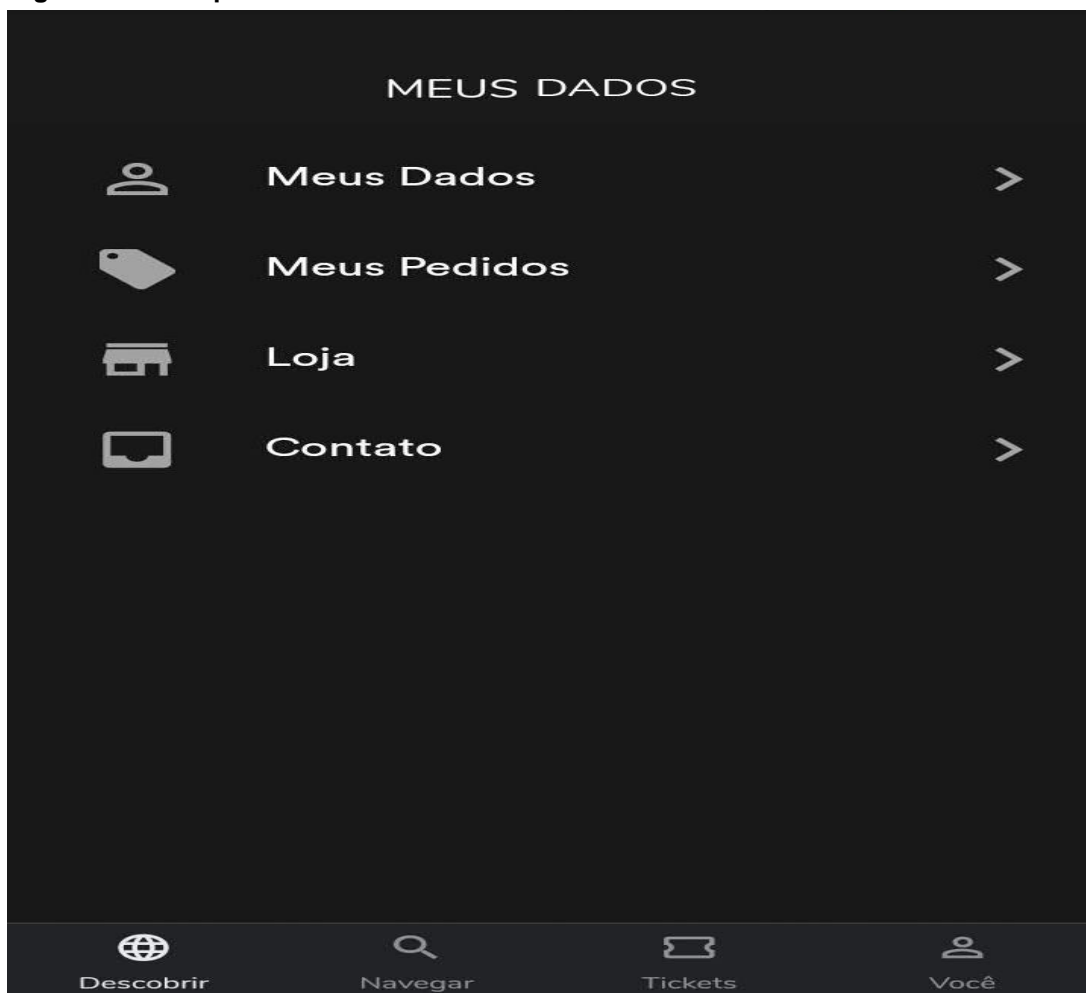 MEUS DADOS
Meus Dados
Meus Pedidos
Loja
Contato
Descobrir Navegar Tickets Você